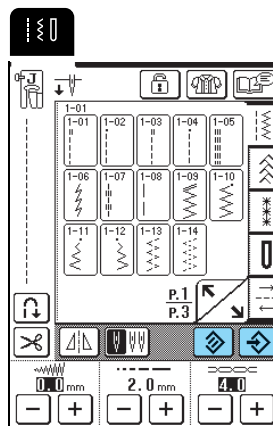 J
1-01
1-01 1-02 1-03 1-04 1-05
1-06 1-07 1-08 1-09 1-10
1-11 1-12 1-13 1-14
P.1
P.3
0.0 mm 2.0 mm 4.0
− + − + − +